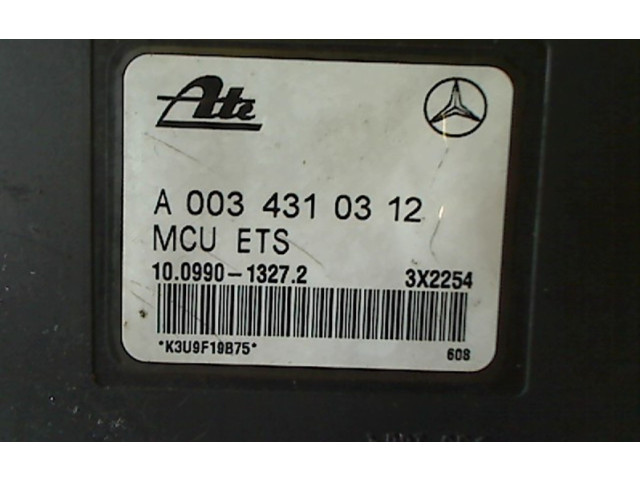 Ate
A 003 431 03 12
MCU ETS
10.0990-1327.2 3X2254
*K3U9F19B75* 608